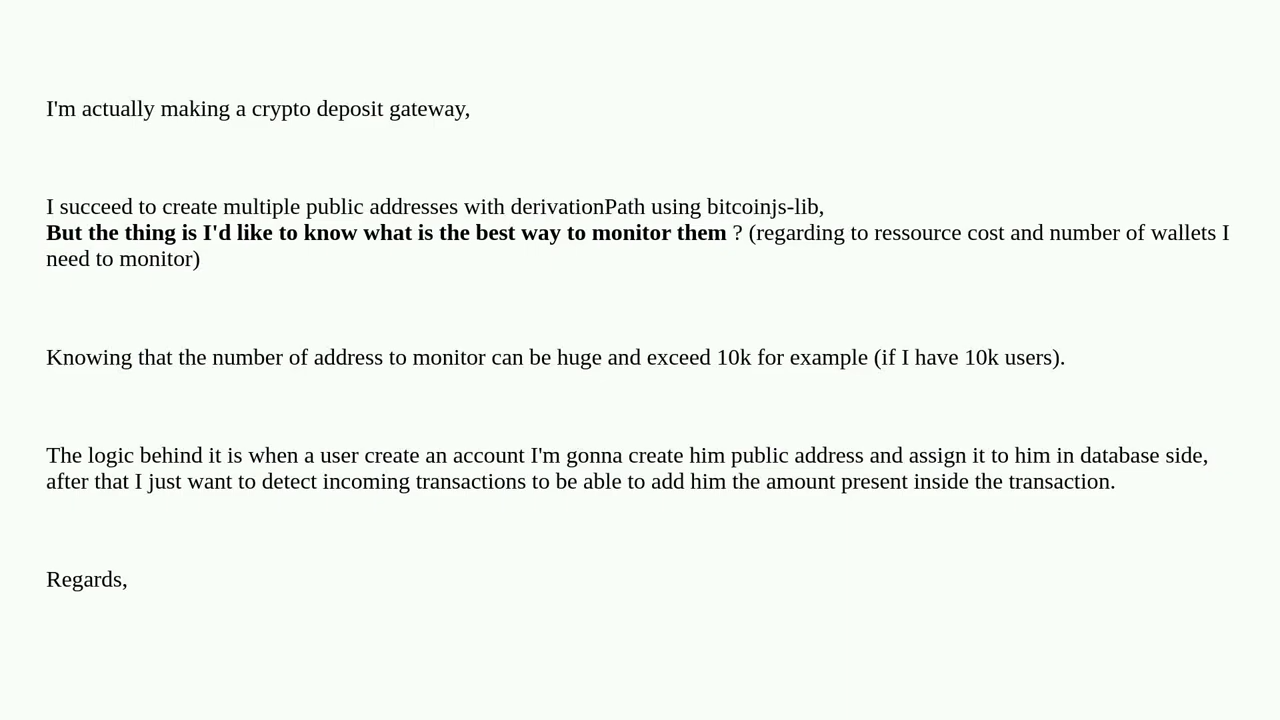 I'm actually making a crypto deposit gateway,
I succeed to create multiple public addresses with derivationPath using bitcoinjs-lib,
But the thing is I'd like to know what is the best way to monitor them ? (regarding to ressource cost and number of wallets I
need to monitor)
Knowing that the number of address to monitor can be huge and exceed 10k for example (if I have 10k users).
The logic behind it is when a user create an account I'm gonna create him public address and assign it to him in database side,
after that I just want to detect incoming transactions to be able to add him the amount present inside the transaction.
Regards,